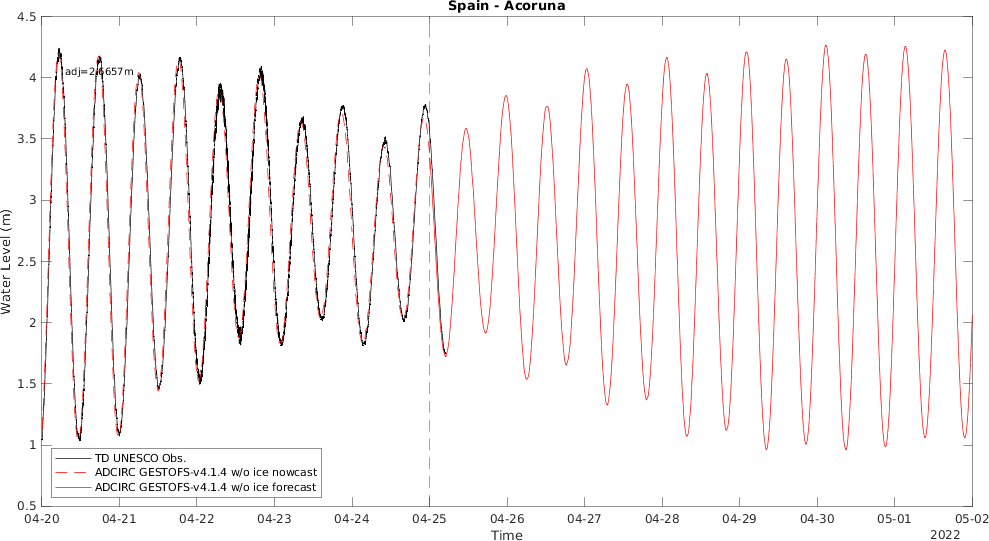 Spain - Acoruna
4.5
4
3.5
3
2.5
2
1.5
1
0.5
Water Level (m)
adj=2.6657m
TD UNESCO Obs.
ADCIRC GESTOFS-v4.1.4 w/o ice nowcast
ADCIRC GESTOFS-v4.1.4 w/o ice forecast
04-20 04-21 04-22 04-23 04-24 04-25 04-26 04-27 04-28 04-29 04-30 05-01 05-02
Time
2022